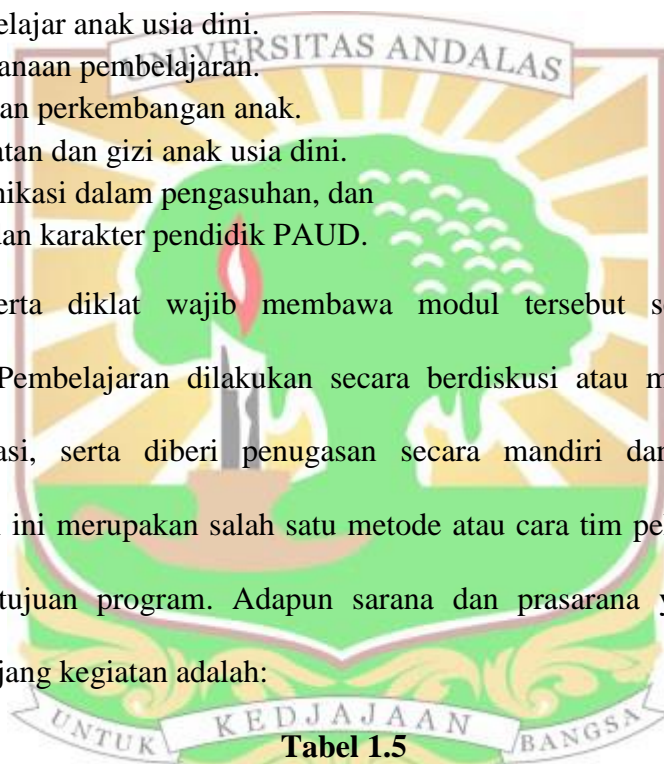 elajar anak usia dini.
UNIVERSITAS ANDALAS
anaan pembelajaran.
an perkembangan anak.
atan dan gizi anak usia dini.
nikasi dalam pengasuhan, dan
dan karakter pendidik PAUD.
erta diklat wajib membawa modul tersebut s
Pembelajaran dilakukan secara berdiskusi atau m
asi, serta diberi penugasan secara mandiri dar
ini merupakan salah satu metode atau cara tim pe
tujuan program. Adapun sarana dan prasarana y
jang kegiatan adalah:
UNTUK KEDJAJAAN BANGSA
Tabel 1.5